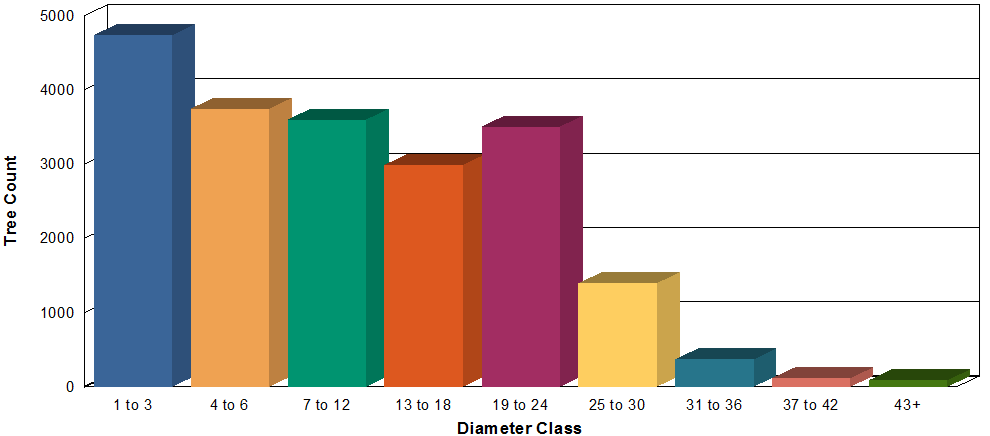 5000
4000
3000
2000
1000
0
Tree Count
1 to 3 4 to 6 7 to 12 13 to 18 19 to 24 25 to 30 31 to 36 37 to 42 43+
Diameter Class